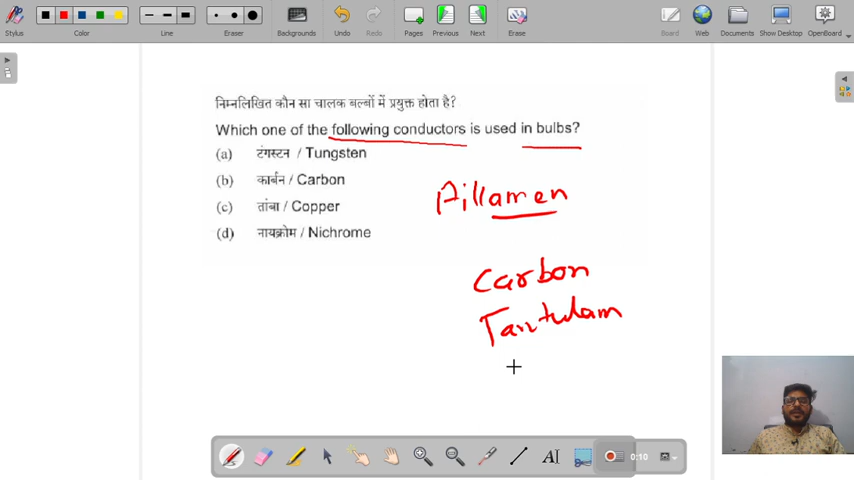 Stylus
Color
Line
Eraser
Backgrounds
Undo
Redo
Pages
Previous
Next
Erase
Board
Web
Documents
Show Desktop
OpenBoard
निम्नलिखित कौन सा चालक बल्बों में प्रयुक्त होता है?
Which one of the following conductors is used in bulbs?
(a) टंगस्टन / Tungsten
(b) कार्बन / Carbon
(c) तांबा / Copper
(d) नायक्रोम / Nichrome
Fillamen
Carbon
Tantulam
0:10